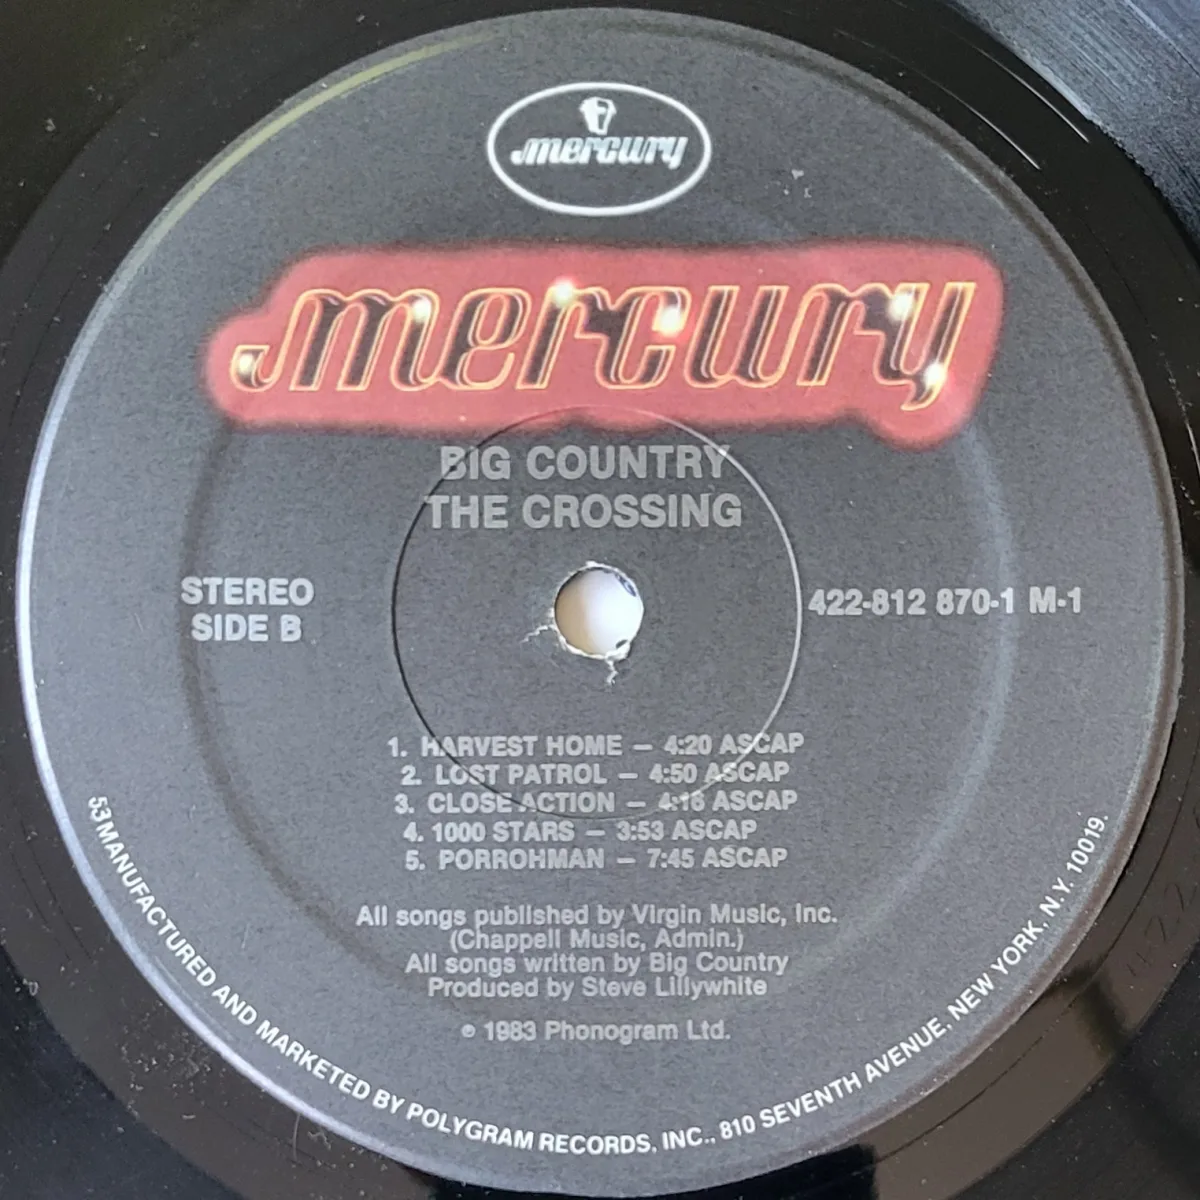 mercury
mercury
BIG COUNTRY
THE CROSSING
STEREO
SIDE B
422-812 870-1 M-1
1. HARVEST HOME — 4:20 ASCAP
2. LOST PATROL — 4:50 ASCAP
3. CLOSE ACTION — 4:16 ASCAP
4. 1000 STARS — 3:53 ASCAP
5. PORROHMAN — 7:45 ASCAP
All songs published by Virgin Music, Inc.
(Chappell Music, Admin.)
All songs written by Big Country
Produced by Steve Lillywhite
℗ 1983 Phonogram Ltd.
53 MANUFACTURED AND MARKETED BY POLYGRAM RECORDS, INC., 810 SEVENTH AVENUE, NEW YORK, N.Y. 10019.